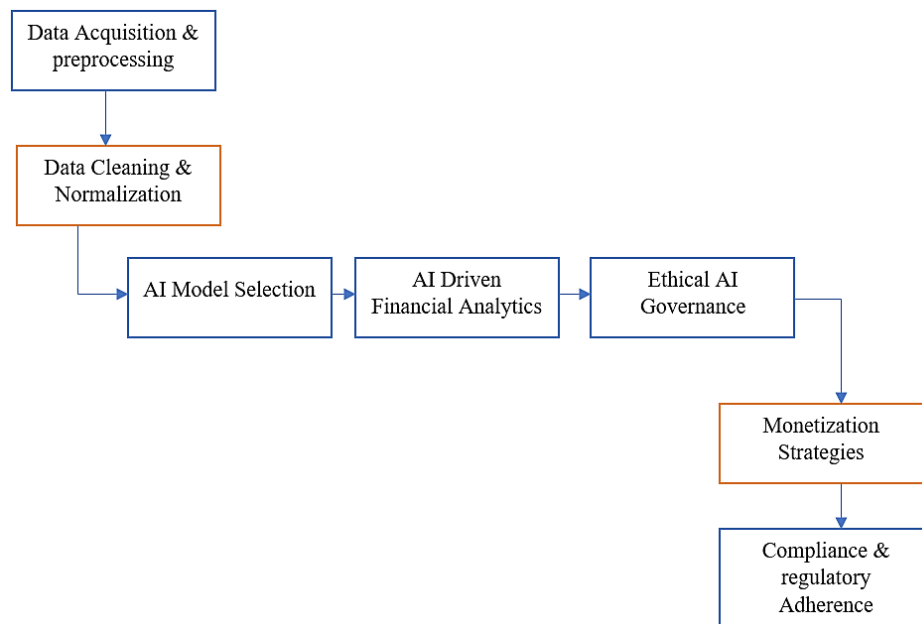 Data Acquisition &
preprocessing
Data Cleaning &
Normalization
AI Model Selection
AI Driven
Financial Analytics
Ethical AI
Governance
Monetization
Strategies
Compliance &
regulatory
Adherence